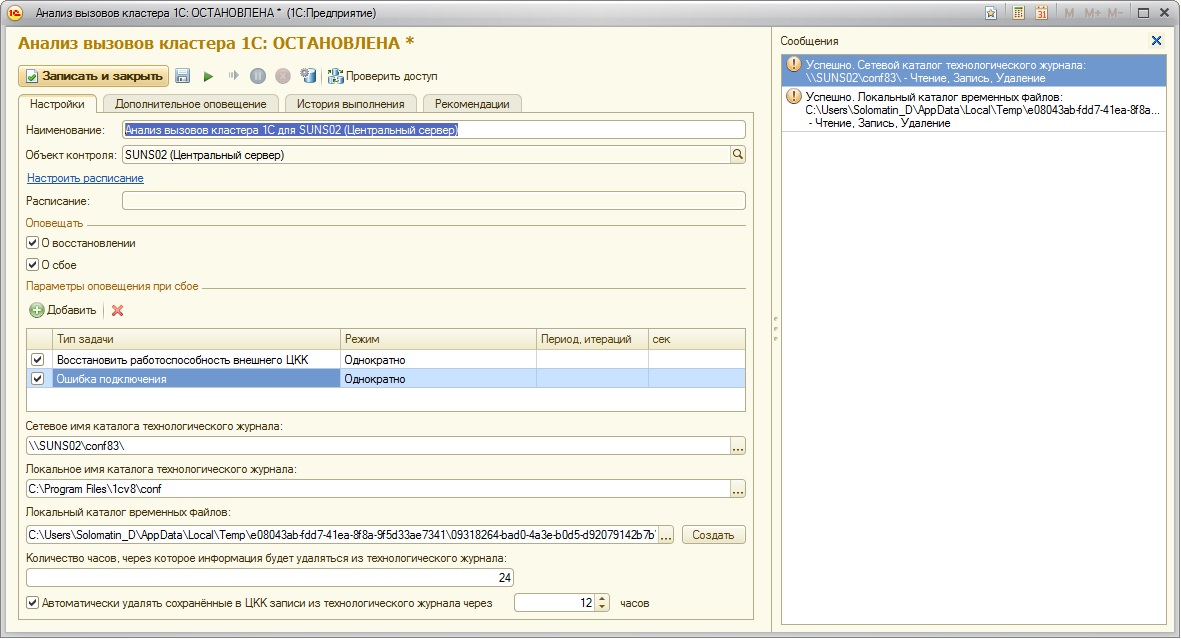 Анализ вызовов кластера 1С: ОСТАНОВЛЕНА * (1С:Предприятие)
M M+ M-
Анализ вызовов кластера 1С: ОСТАНОВЛЕНА *
Записать и закрыть
Проверить доступ
Настройки
Дополнительное оповещение
История выполнения
Рекомендации
Наименование:
Анализ вызовов кластера 1С для SUNS02 (Центральный сервер)
Объект контроля:
SUNS02 (Центральный сервер)
Настроить расписание
Расписание:
Оповещать
О восстановлении
О сбое
Параметры оповещения при сбое
Добавить
Тип задачи
Режим
Период, итераций
сек
Восстановить работоспособность внешнего ЦКК
Однократно
Ошибка подключения
Однократно
Сетевое имя каталога технологического журнала:
\\SUNS02\conf83\
...
Локальное имя каталога технологического журнала:
C:\Program Files\1cv8\conf
...
Локальный каталог временных файлов:
C:\Users\Solomatin_D\AppData\Local\Temp\e08043ab-fdd7-41ea-8f8a-9f5d33ae7341\09318264-bad0-4a3e-b0d5-d92079142b7b\
...
Создать
Количество часов, через которое информация будет удаляться из технологического журнала:
24
Автоматически удалять сохранённые в ЦКК записи из технологического журнала через
12
часов
Сообщения
Успешно. Сетевой каталог технологического журнала:
\\SUNS02\conf83\ - Чтение, Запись, Удаление
Успешно. Локальный каталог временных файлов:
C:\Users\Solomatin_D\AppData\Local\Temp\e08043ab-fdd7-41ea-8f8a...
- Чтение, Запись, Удаление